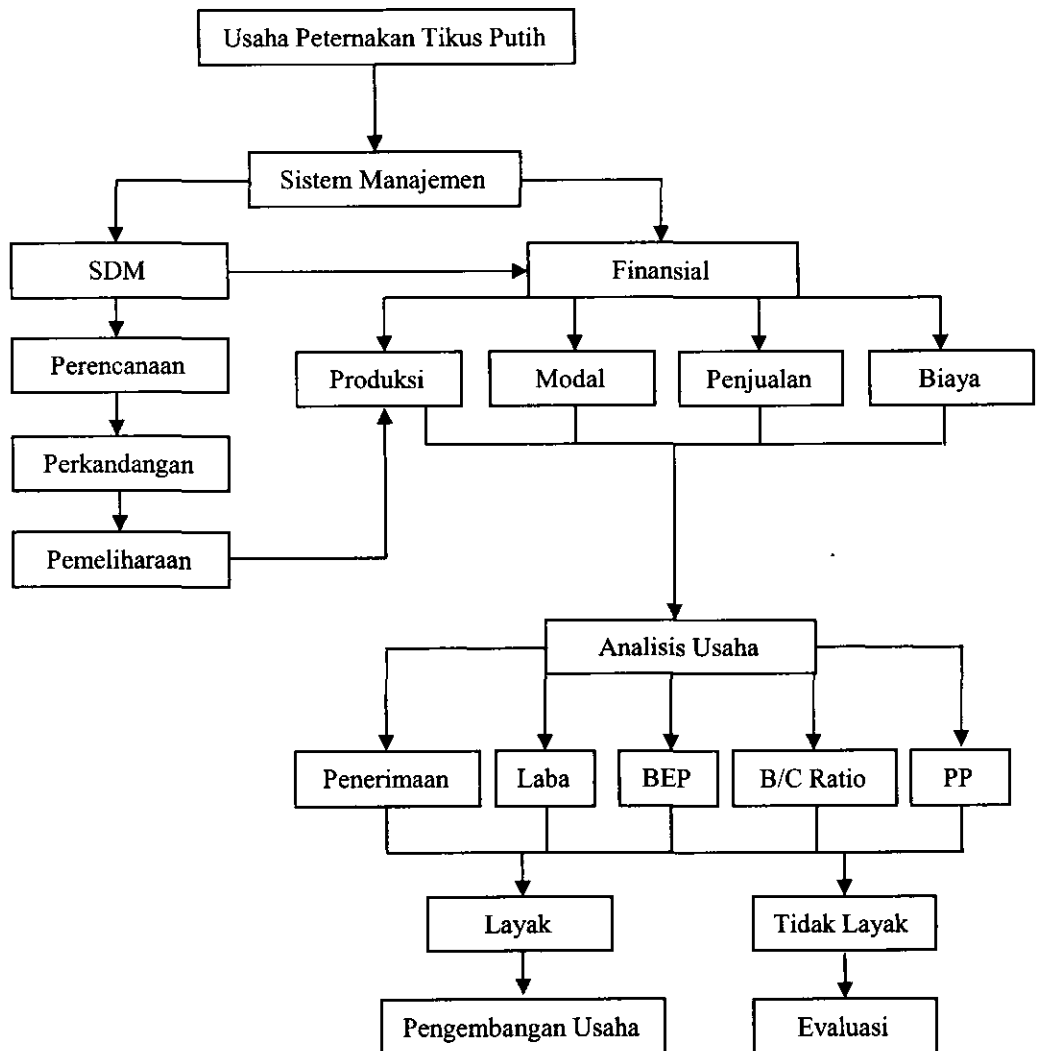 Usaha Peternakan Tikus Putih
Sistem Manajemen
SDM
Finansial
Perencanaan
Produksi
Modal
Penjualan
Biaya
Perkandangan
Pemeliharaan
Analisis Usaha
Penerimaan
Laba
BEP
B/C Ratio
PP
Layak
Tidak Layak
Pengembangan Usaha
Evaluasi